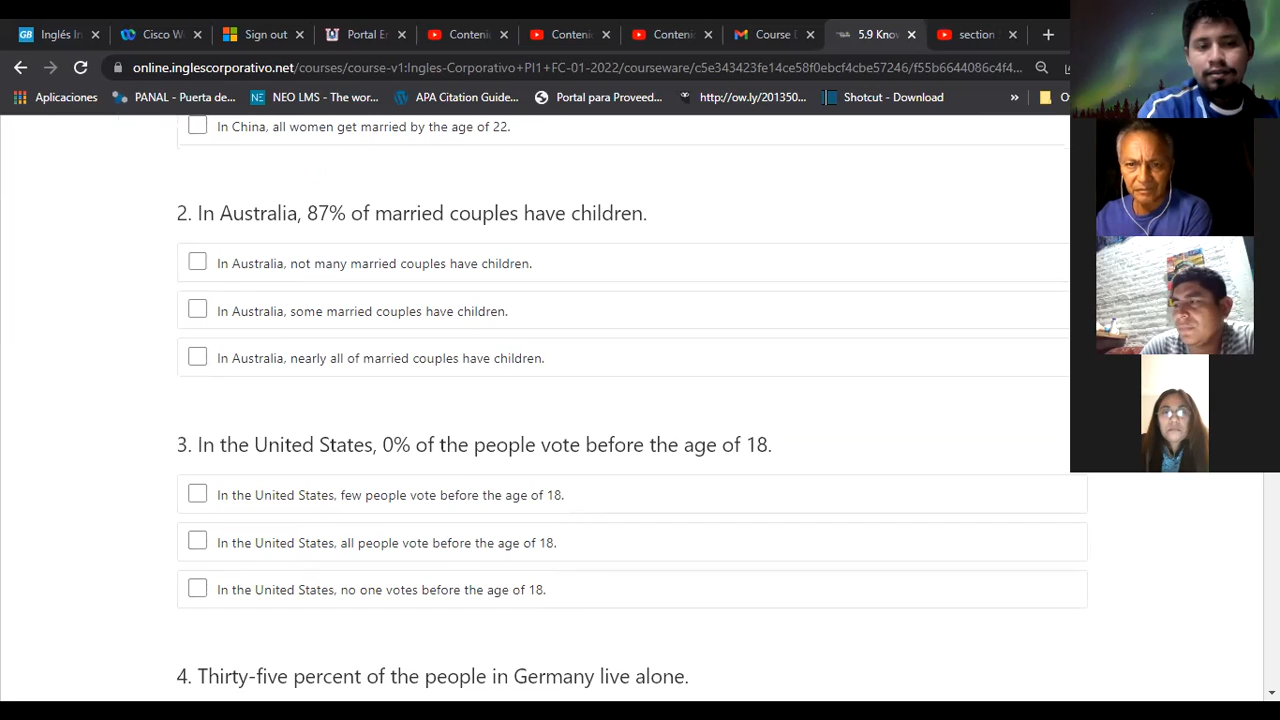 GB Inglés In
Cisco W
Sign out
Portal Er
Conteni
Conteni
Conteni
Course (
5.9 Know
section
online.inglescorporativo.net/courses/course-v1:Ingles-Corporativo+PI1+FC-01-2022/courseware/c5e343423fe14ce58f0ebcf4cbe57246/f55b6644086c4f4...
Aplicaciones
PANAL - Puerta de...
NE NEO LMS - The wor...
APA Citation
Portal para Proveed...
http://ow.ly/201350...
Shotcut - Download
»
In China, all women get married by the age of 22.
2. In Australia, 87% of married couples have children.
In Australia, not many married couples have children.
In Australia, some married couples have children.
In Australia, nearly all of married couples have children.
3. In the United States, 0% of the people vote before the age of 18.
In the United States, few people vote before the age of 18.
In the United States, all people vote before the age of 18.
In the United States, no one votes before the age of 18.
4. Thirty-five percent of the people in Germany live alone.